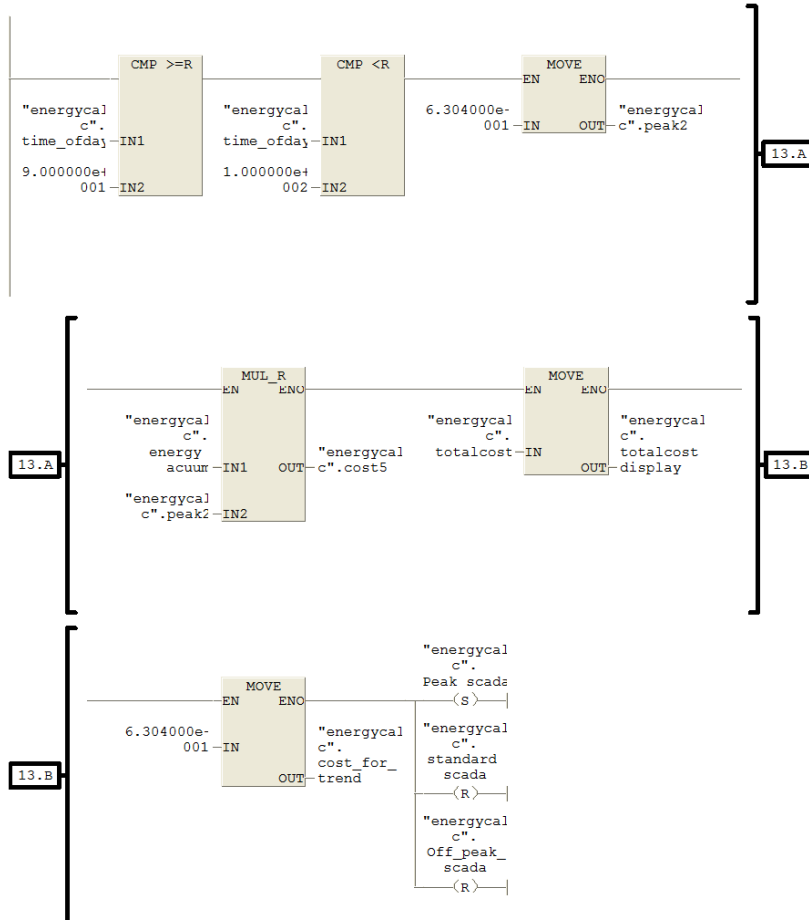 CMP >=R
CMP <R
MOVE
EN ENO
"energycal
c".
time_ofday IN1
"energycal
c".
time_ofday IN1
6.304000e-
001 IN
OUT "energycal
c".peak2
9.000000e+
001 IN2
1.000000e+
002 IN2
13.A
MUL_R
EN ENO
MOVE
EN ENO
"energycal
c".
energy
acuum IN1
OUT "energycal
c".cost5
"energycal
c".
totalcost IN
OUT "energycal
c".
totalcost
display
13.A
13.B
"energycal
c".peak2 IN2
MOVE
EN ENO
6.304000e-
001 IN
OUT "energycal
c".
cost_for_
trend
"energycal
c".
Peak scada
(S)
"energycal
c".
standard
scada
(R)
13.B
"energycal
c".
Off_peak_
scada
(R)